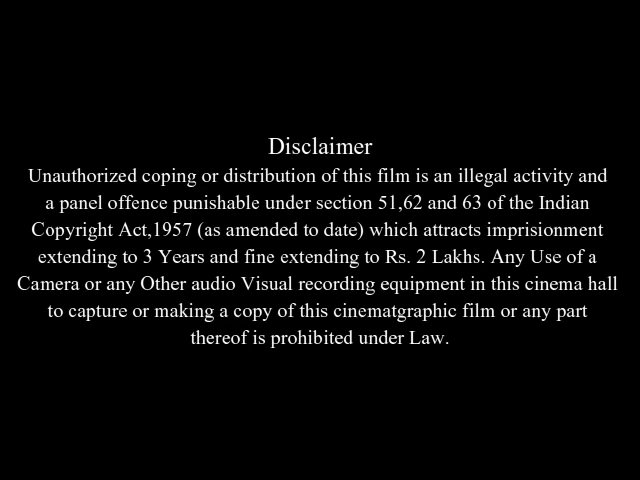 Disclaimer
Unauthorized coping or distribution of this film is an illegal activity and
a panel offence punishable under section 51,62 and 63 of the Indian
Copyright Act,1957 (as amended to date) which attracts imprisionment
extending to 3 Years and fine extending to Rs. 2 Lakhs. Any Use of a
Camera or any Other audio Visual recording equipment in this cinema hall
to capture or making a copy of this cinematgraphic film or any part
thereof is prohibited under Law.